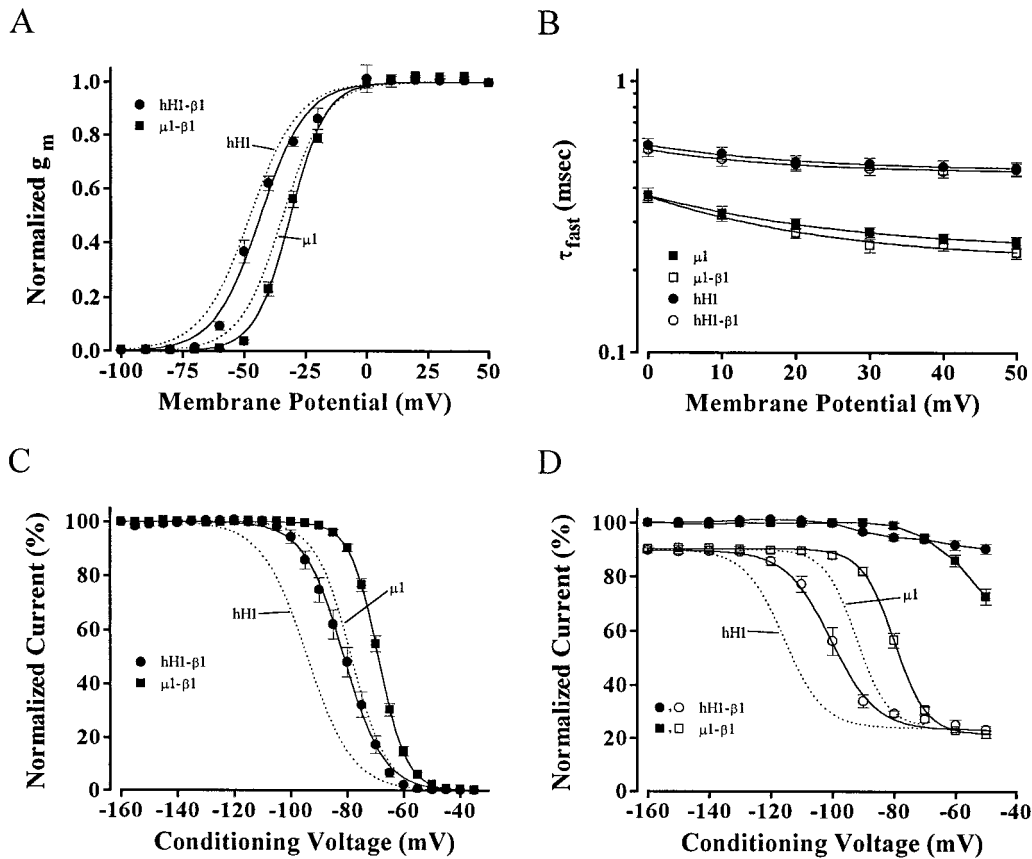 A
Normalized gm
1.0
0.8
0.6
0.4
0.2
0.0
hH1-β1
μ1-β1
hH1
μ1
-100 -75 -50 -25 0 25 50
Membrane Potential (mV)
B
τfast (msec)
1
0.1
μ1
μ1-β1
hH1
hH1-β1
0 10 20 30 40 50
Membrane Potential (mV)
C
Normalized Current (%)
100
80
60
40
20
0
hH1
μ1
hH1-β1
μ1-β1
-160 -140 -120 -100 -80 -60 -40
Conditioning Voltage (mV)
D
Normalized Current (%)
100
80
60
40
20
0
μ1
hH1
, hH1-β1
, μ1-β1
-160 -140 -120 -100 -80 -60 -40
Conditioning Voltage (mV)